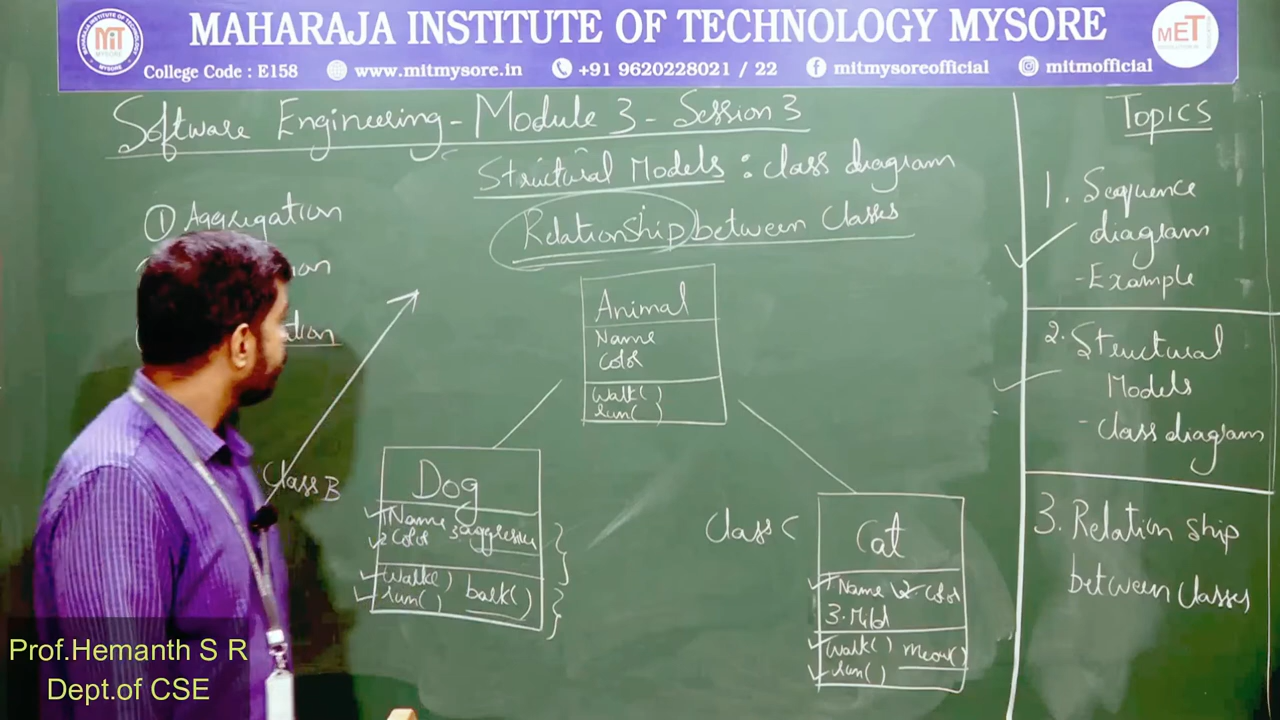 MAHARAJA INSTITUTE OF TECHNOLOGY MYSORE
MiT
MYSORE
MET
College Code : E158 www.mitmysore.in +91 9620228021 / 22 mitmysoreofficial mitmofficial
Software Engineering - Module 3 - Session 3
Structural Models : class diagram
Relationship between classes
① Aggregation
Animal
Name
Color
Walk( )
run( )
Class B
Dog
1 Name
2 Color 3 aggressive
Walk( )
run( ) bark( )
Class C
Cat
1 Name 2 Color
3. Mild
Walk( ) meow( )
run( )
Topics
1. Sequence
diagram
- Example
2. Structural
Models
- Class diagram
3. Relation ship
between classes
Prof.Hemanth S R
Dept.of CSE